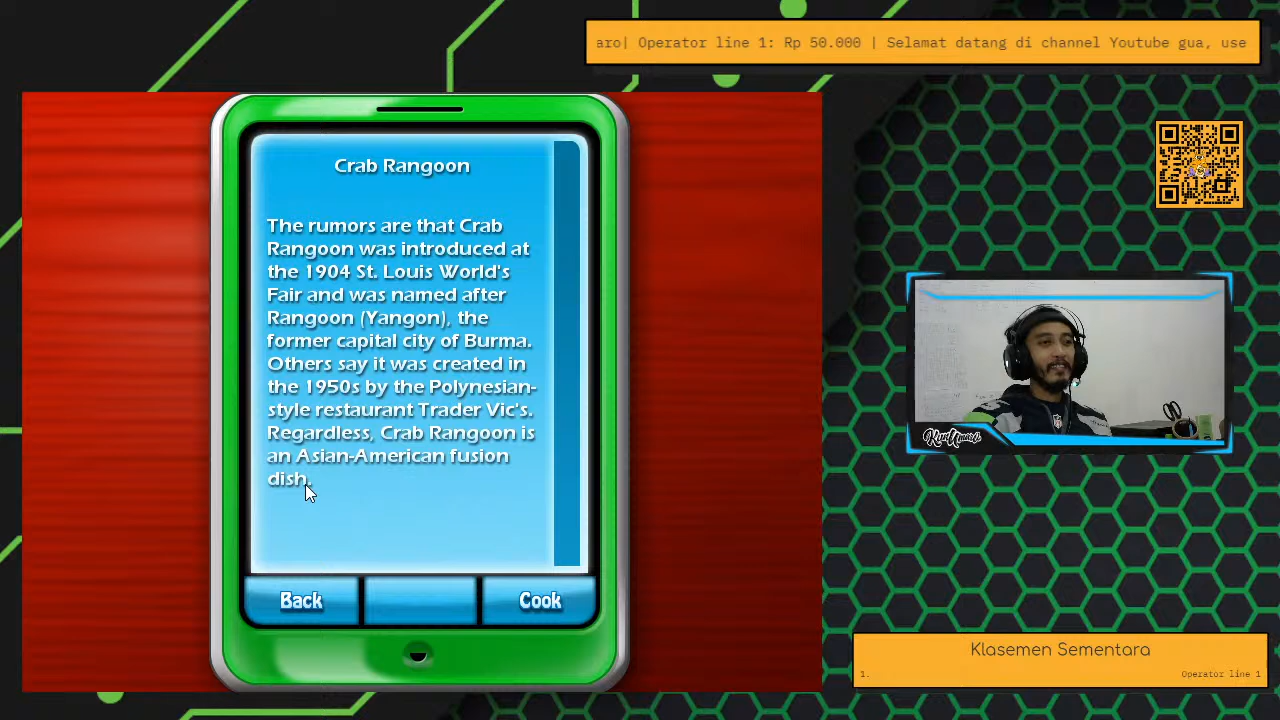 aro| Operator line 1: Rp 50.000 | Selamat datang di channel Youtube gua, use
Crab Rangoon
The rumors are that Crab
Rangoon was introduced at
the 1904 St. Louis World's
Fair and was named after
Rangoon (Yangon), the
former capital city of Burma.
Others say it was created in
the 1950s by the Polynesian-
style restaurant Trader Vic's.
Regardless, Crab Rangoon is
an Asian-American fusion
dish.
Back
Cook
Klasemen Sementara
1.
Operator line 1